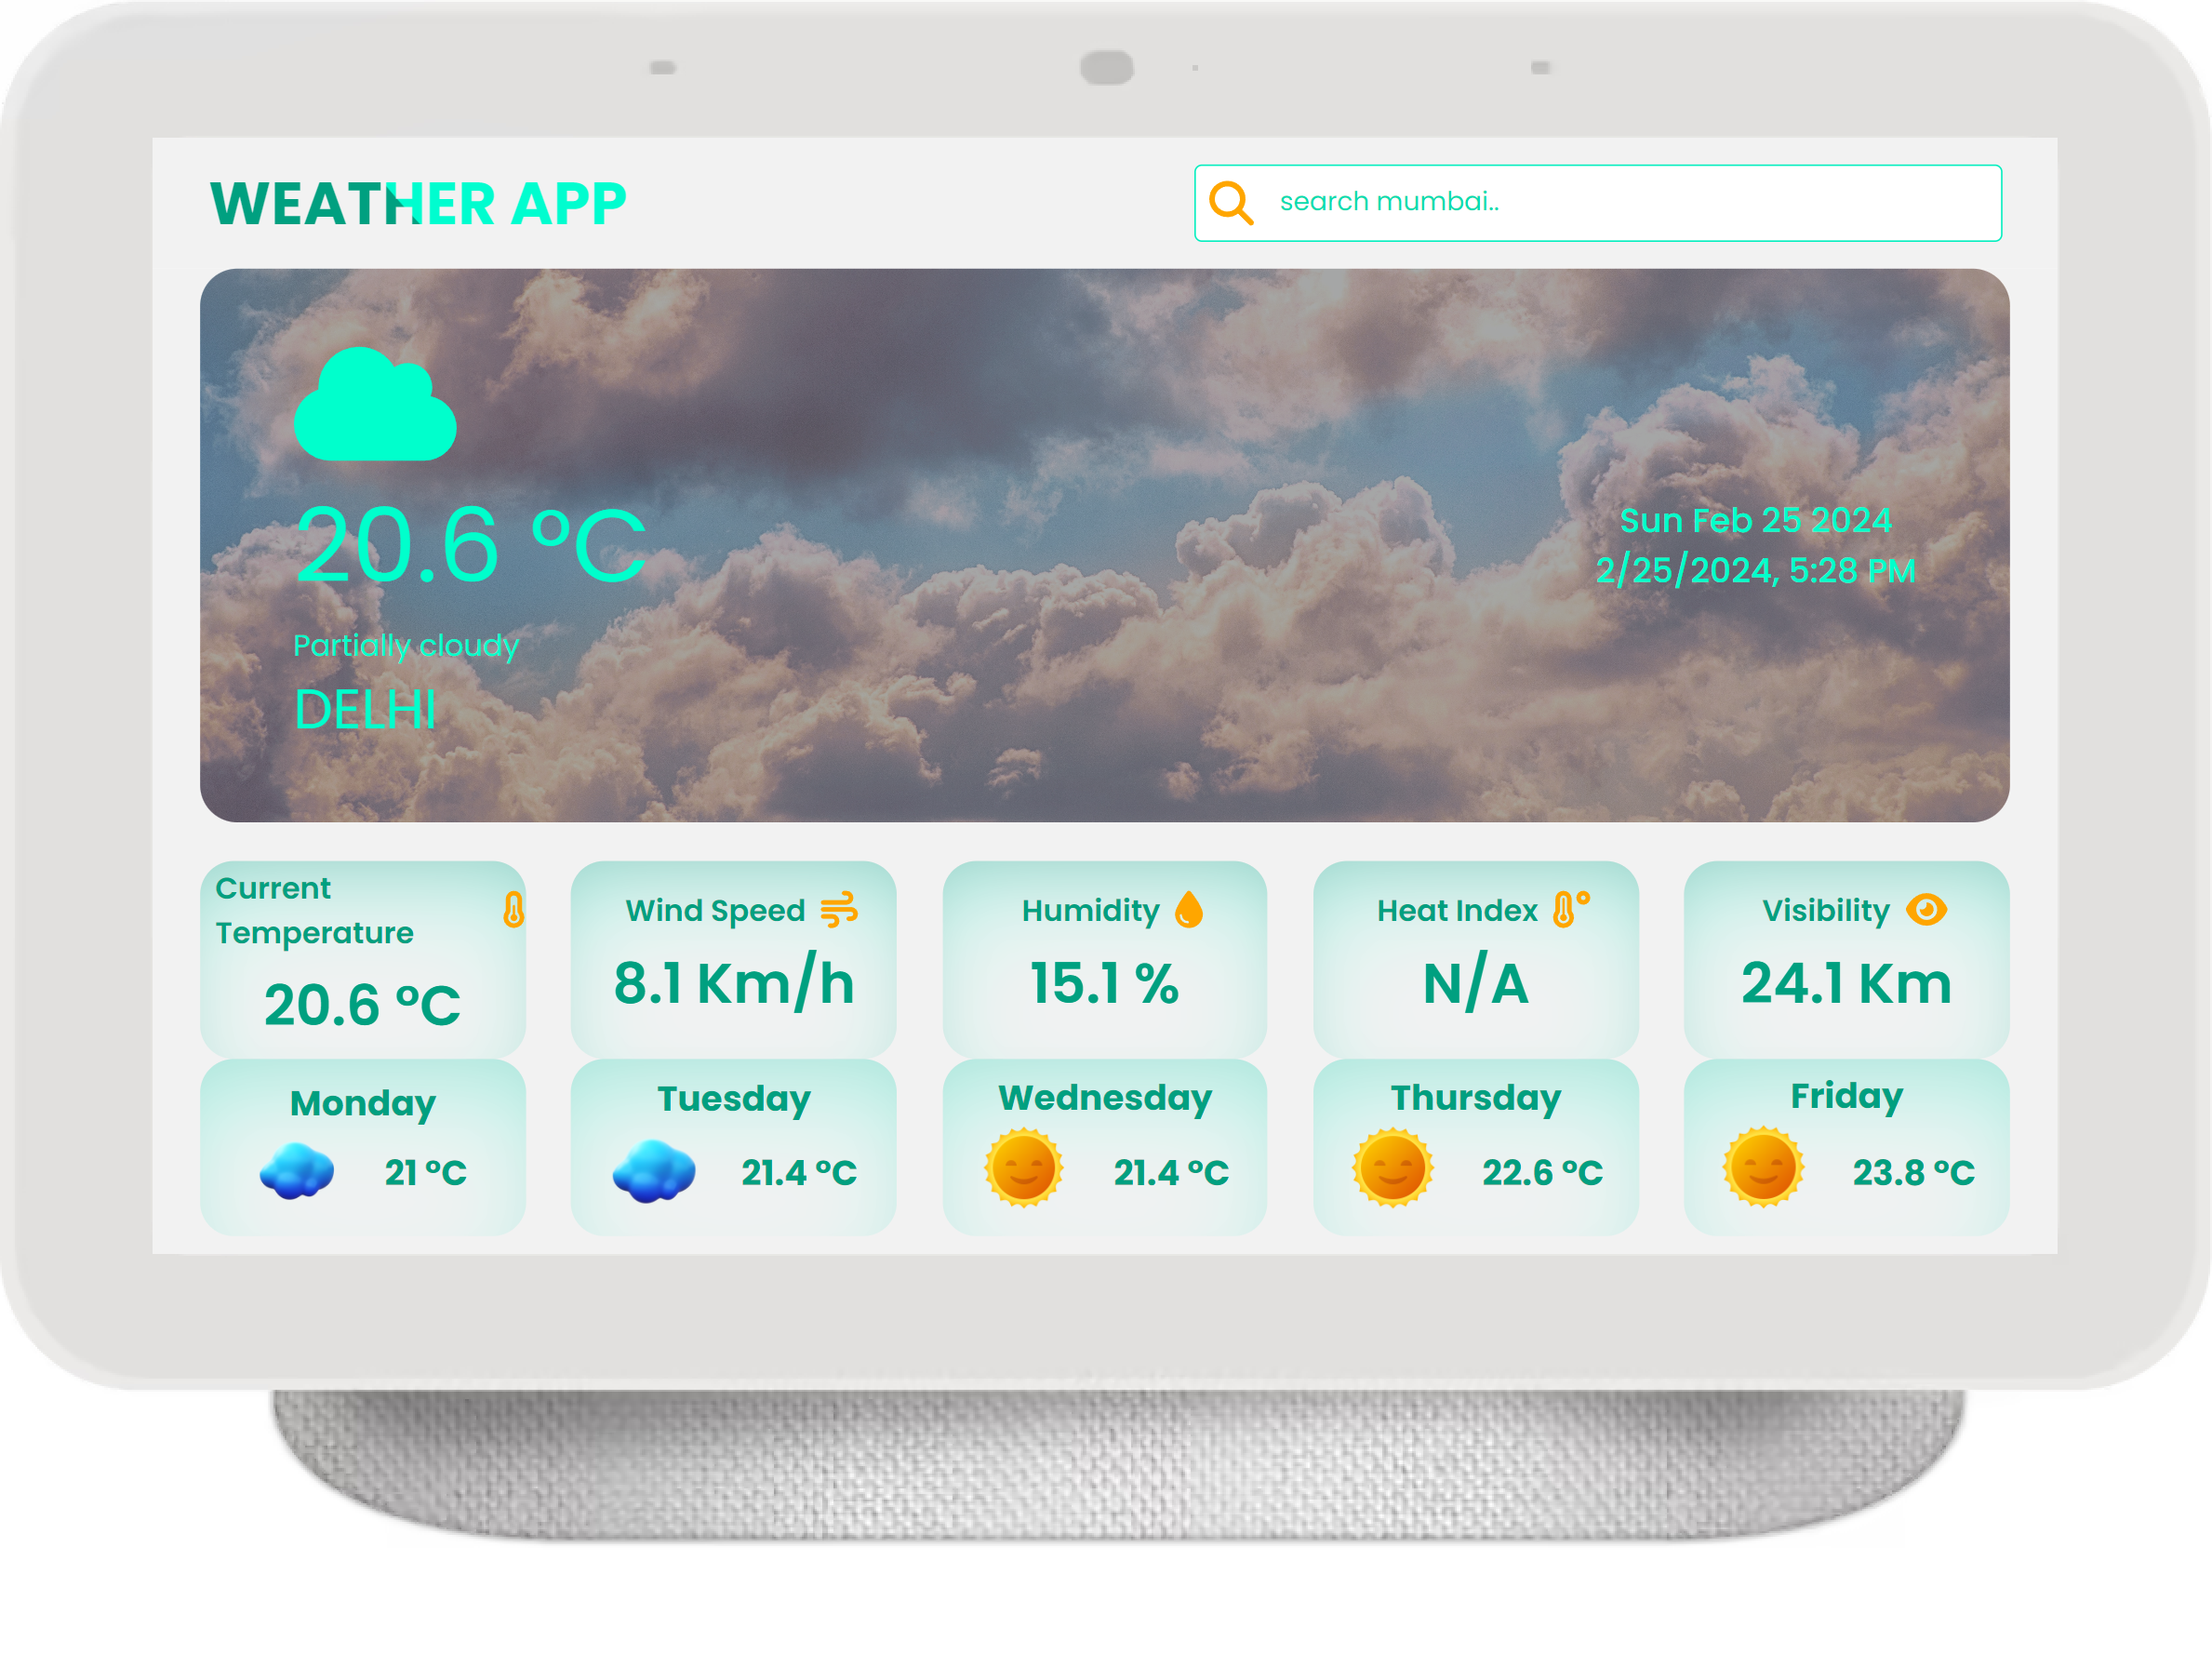 WEATHER APP
search mumbai..
20.6 °C
Partially cloudy
DELHI
Sun Feb 25 2024
2/25/2024, 5:28 PM
Current
Temperature
20.6 °C
Wind Speed
8.1 Km/h
Humidity
15.1 %
Heat Index
N/A
Visibility
24.1 Km
Monday
21 °C
Tuesday
21.4 °C
Wednesday
21.4 °C
Thursday
22.6 °C
Friday
23.8 °C